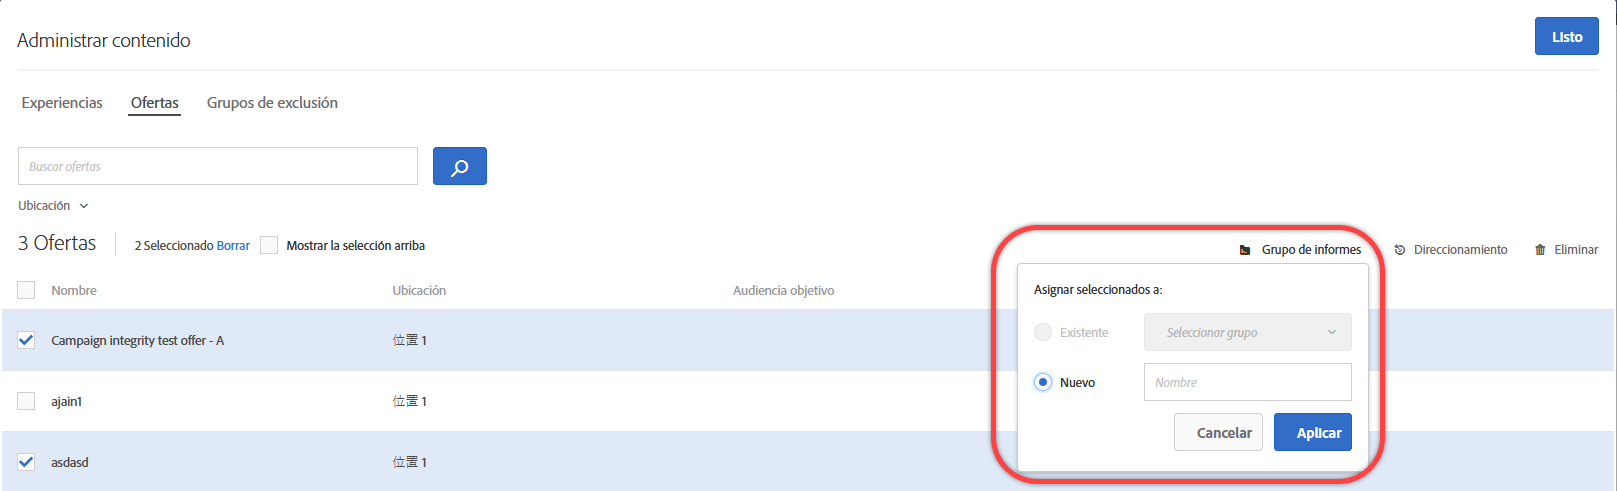 Administrar contenido
Listo
Experiencias Ofertas Grupos de exclusión
Buscar ofertas
Ubicación
3 Ofertas 2 Seleccionado Borrar Mostrar la selección arriba
Grupo de informes Direccionamiento Eliminar
Nombre Ubicación Audiencia objetivo
Campaign integrity test offer - A 位置 1
ajain1 位置 1
asdasd 位置 1
Asignar seleccionados a:
Existente Seleccionar grupo
Nuevo Nombre
Cancelar Aplicar